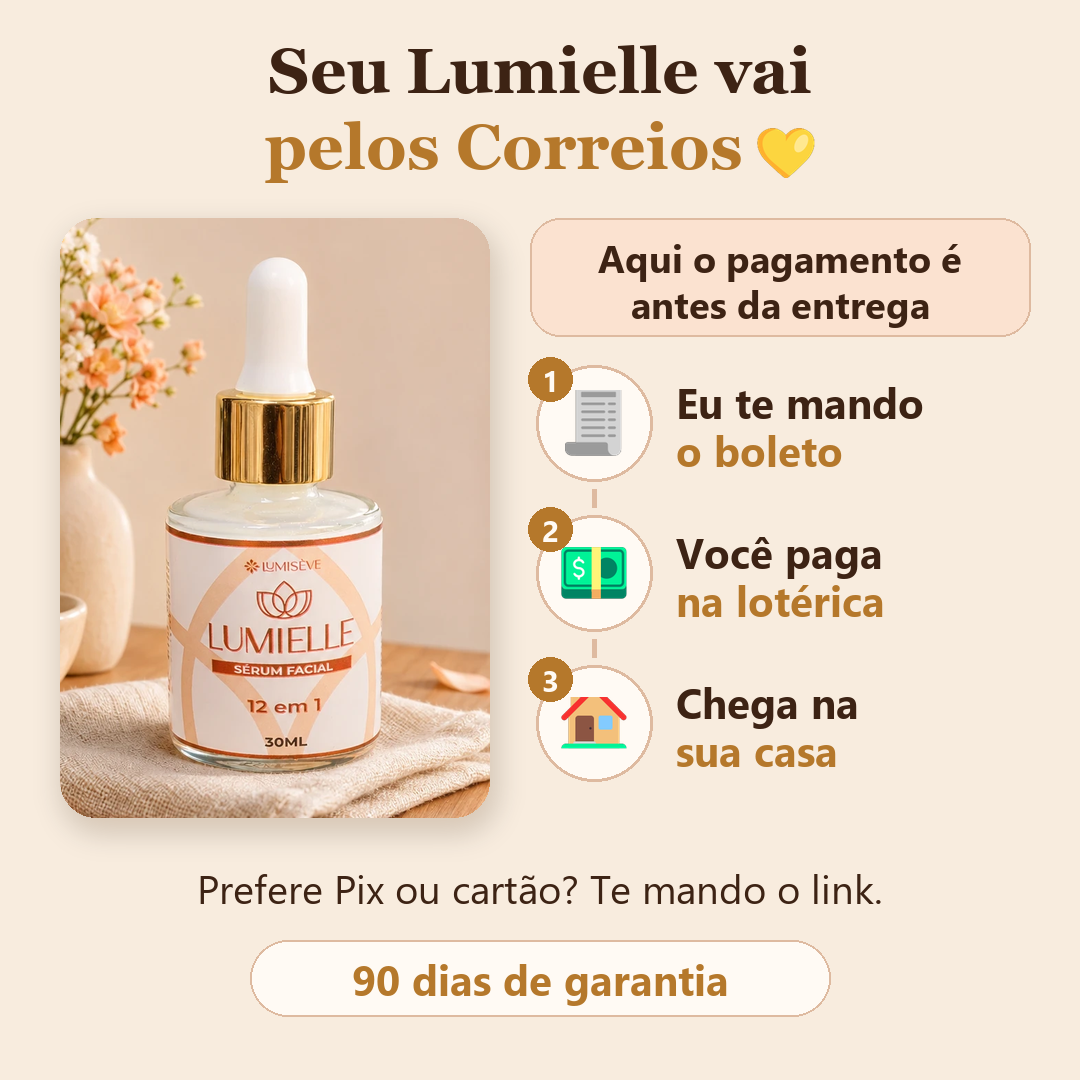 Seu Lumielle vai
pelos Correios 💛
LUMISÈVE
LUMIELLE
SÉRUM FACIAL
12 em 1
30ML
Aqui o pagamento é
antes da entrega
1
Eu te mando
o boleto
2
Você paga
na lotérica
3
Chega na
sua casa
Prefere Pix ou cartão? Te mando o link.
90 dias de garantia